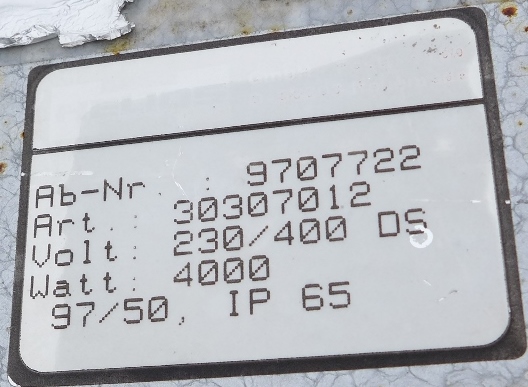 Ab-Nr. : 9707722
Art.: 30307012
Volt: 230/400 DS
Watt: 4000
97/50, IP 65